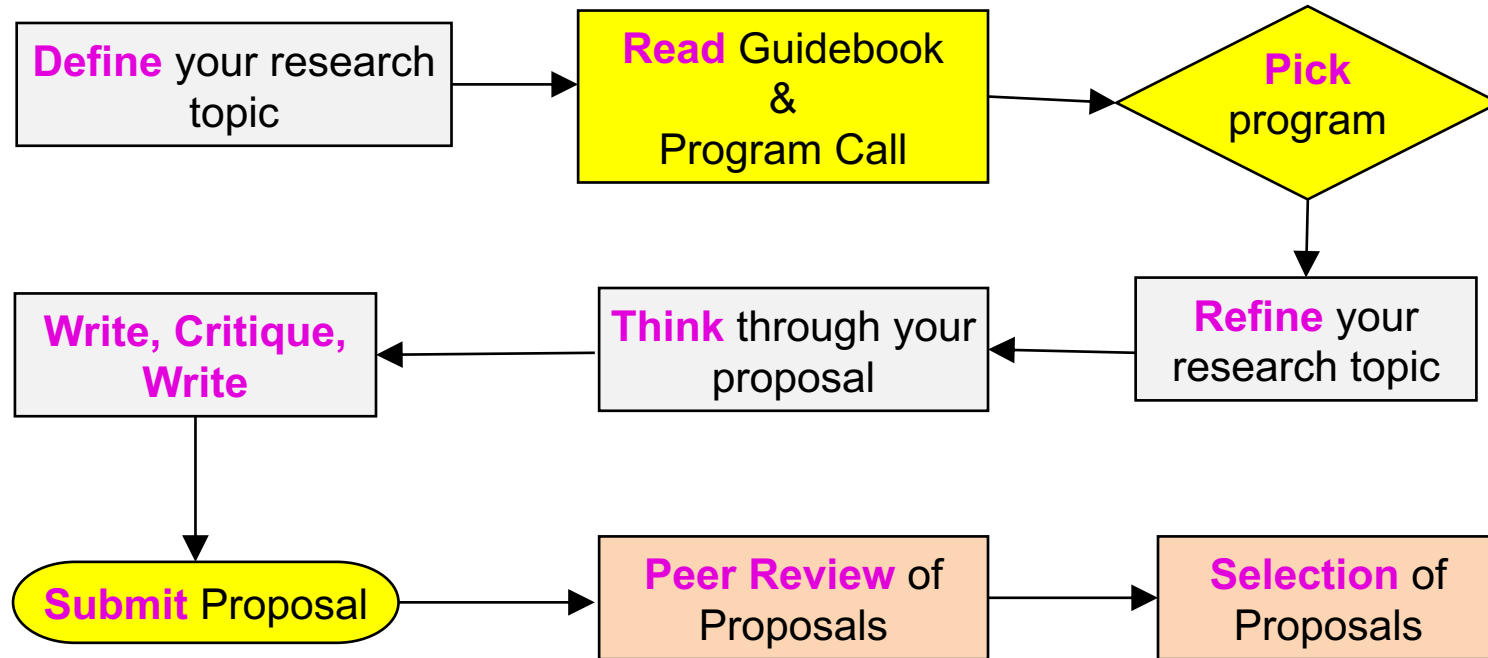 Define your research
topic
Read Guidebook
&
Program Call
Pick
program
Refine your
research topic
Think through your
proposal
Write, Critique,
Write
Submit Proposal
Peer Review of
Proposals
Selection of
Proposals